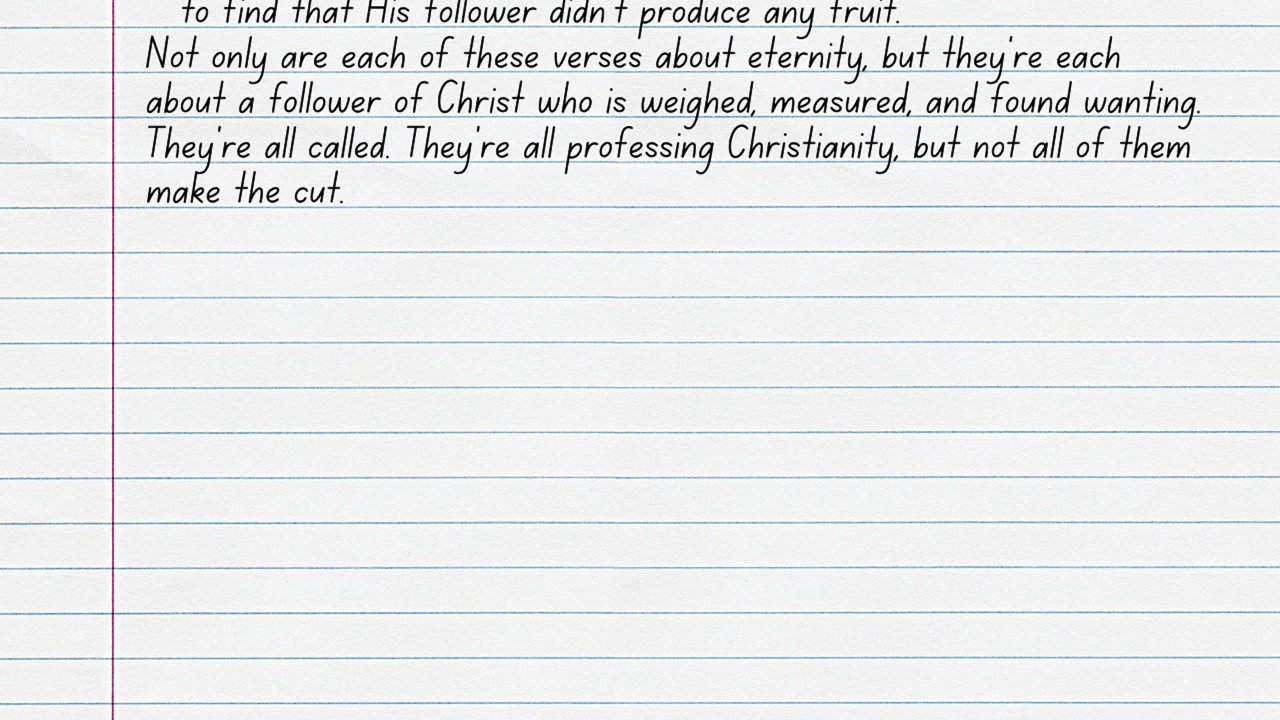 to find that His follower didn't produce any fruit.
Not only are each of these verses about eternity, but they're each
about a follower of Christ who is weighed, measured, and found wanting.
They're all called. They're all professing Christianity, but not all of them
make the cut.